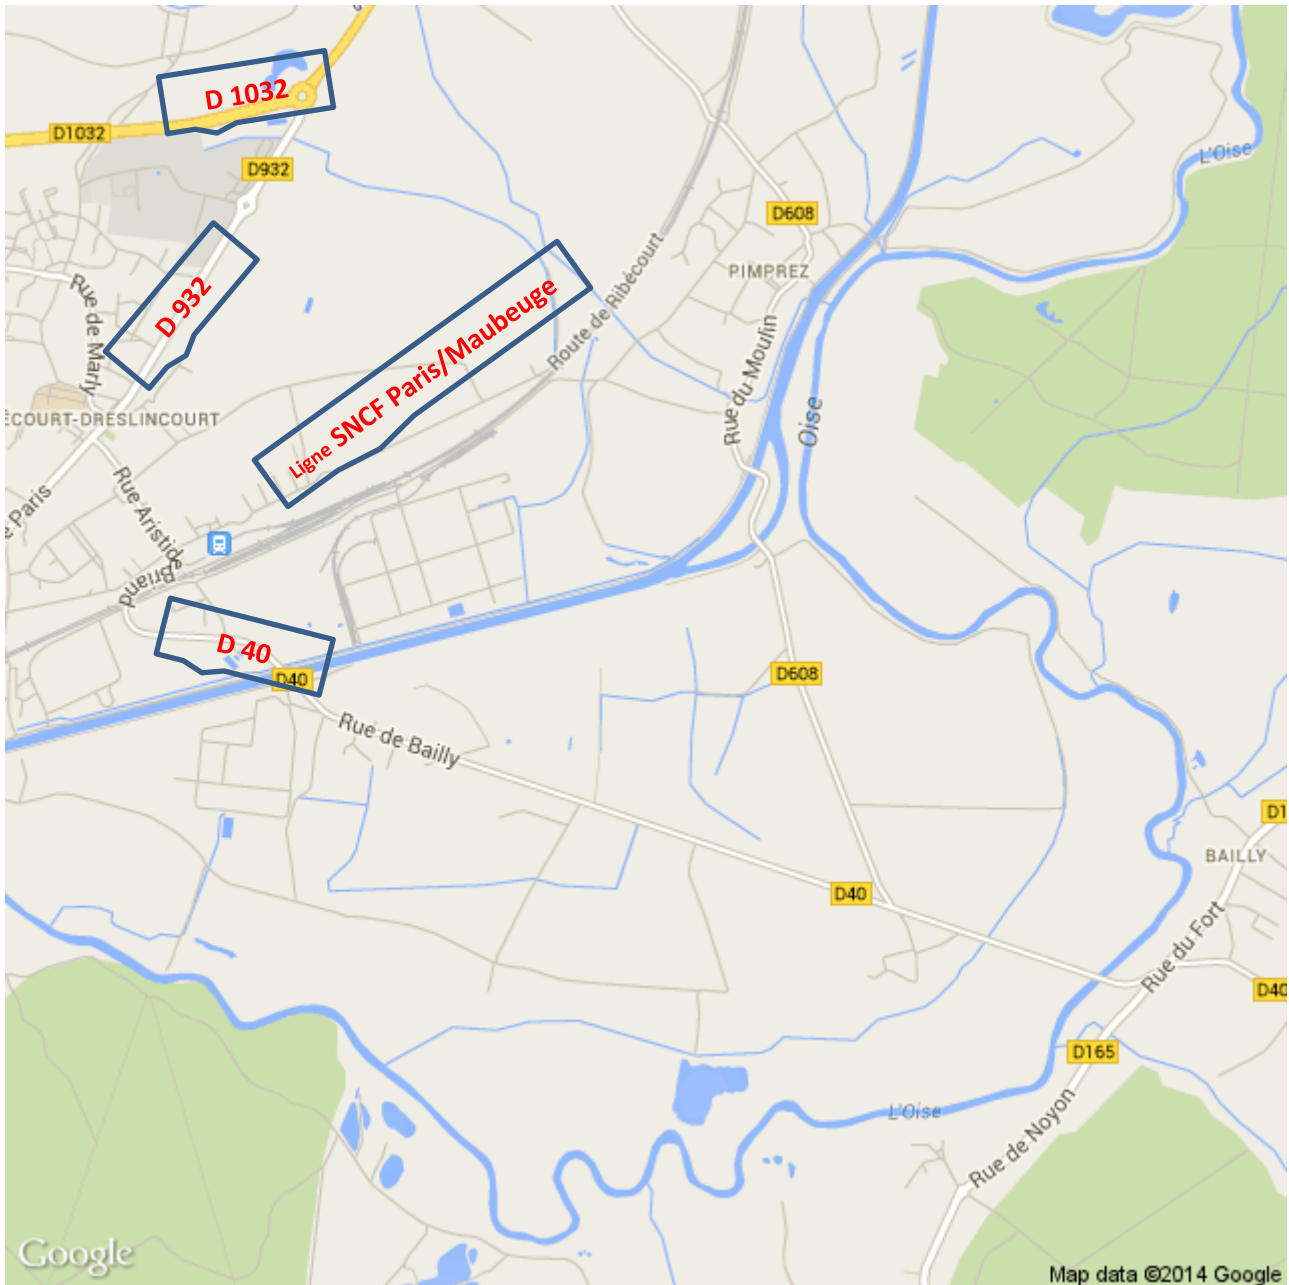 D 1032
D1032
D932
L'Oise
D608
PIMPREZ
Route de Ribécourt
Rue de Marly
D 932
Ligne SNCF Paris/Maubeuge
Rue du Moulin
Oise
ÉCOURT-DRESLINCOURT
Paris
Rue Aristide Briand
D 40
D40
D608
Rue de Bailly
D1
BAILLY
D40
Rue du Fort
D40
D165
L'Oise
Rue de Noyon
Google
Map data ©2014 Google